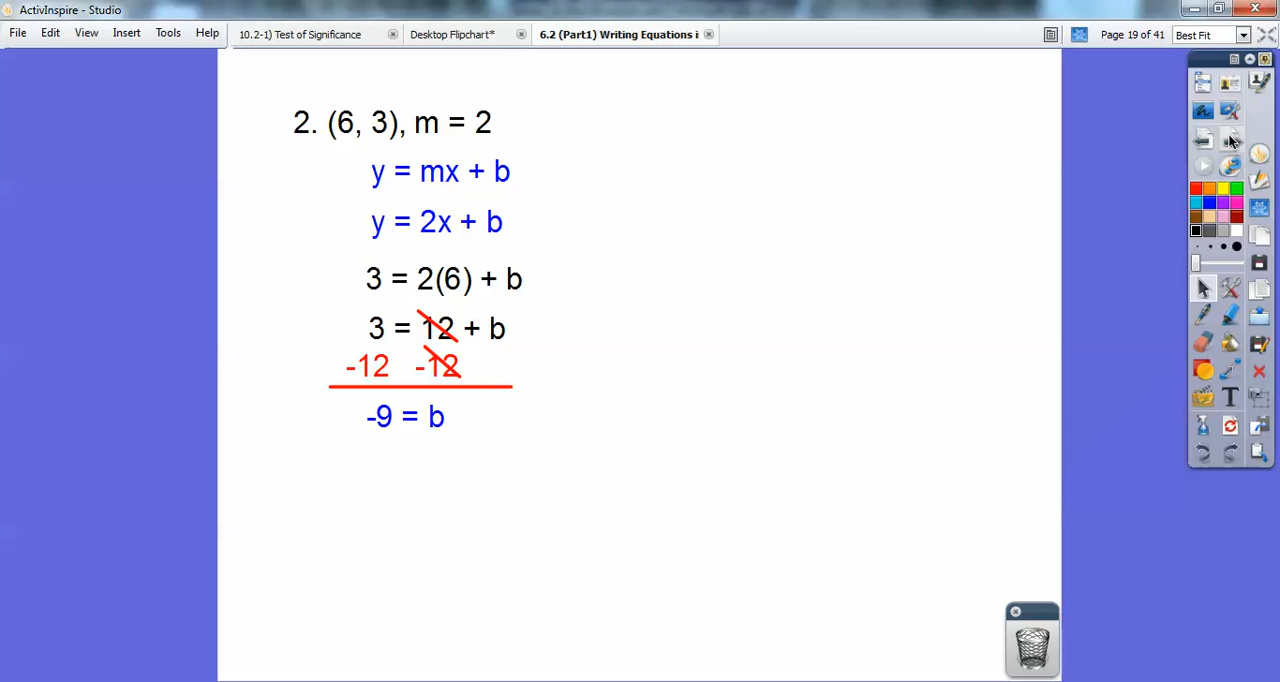 ActivInspire - Studio
File Edit View Insert Tools Help
10.2-1) Test of Significance
Desktop Flipchart*
6.2 (Part1) Writing Equations i
Page 19 of 41
Best Fit
2. (6, 3), m = 2
y = mx + b
y = 2x + b
3 = 2(6) + b
3 = 12 + b
-12 -12
-9 = b